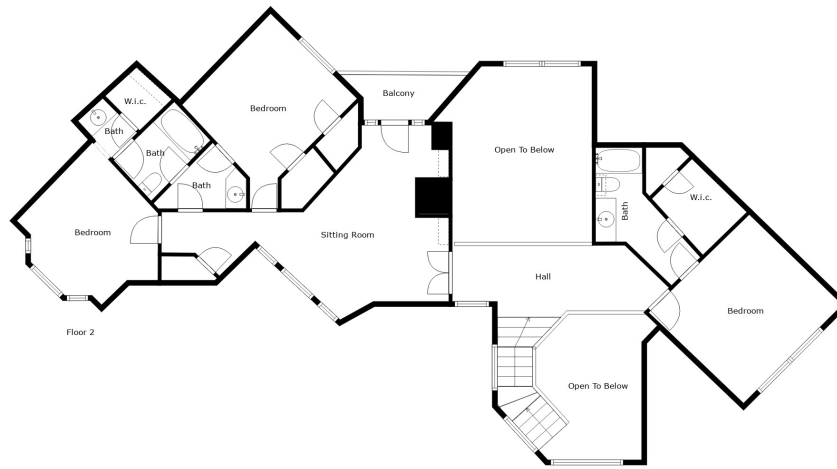 W.i.c.
Bath
Bath
Bath
Bedroom
Balcony
Bedroom
Sitting Room
Open To Below
Bath
W.i.c.
Hall
Bedroom
Open To Below
Floor 2